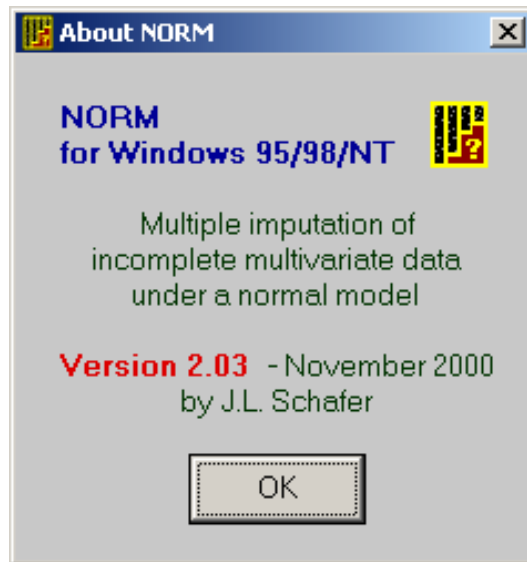 About NORM
NORM
for Windows 95/98/NT
?
Multiple imputation of
incomplete multivariate data
under a normal model
Version 2.03 - November 2000
by J.L. Schafer
OK